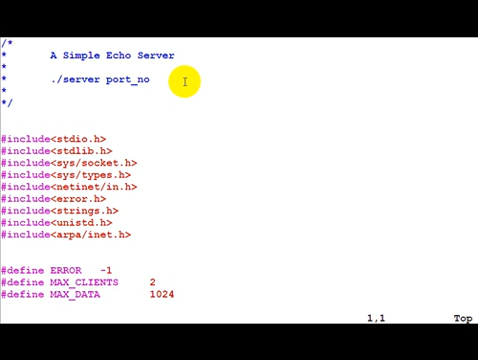 /*
* A Simple Echo Server
*
* ./server port_no
*
*/
#include<stdio.h>
#include<stdlib.h>
#include<sys/socket.h>
#include<sys/types.h>
#include<netinet/in.h>
#include<error.h>
#include<strings.h>
#include<unistd.h>
#include<arpa/inet.h>
#define ERROR -1
#define MAX_CLIENTS 2
#define MAX_DATA 1024
1,1 Top